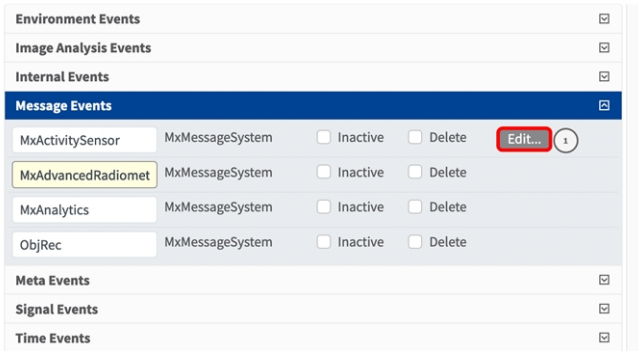 Environment Events
Image Analysis Events
Internal Events
Message Events
MxActivitySensor MxMessageSystem Inactive Delete Edit... 1
MxAdvancedRadiomet MxMessageSystem Inactive Delete
MxAnalytics MxMessageSystem Inactive Delete
ObjRec MxMessageSystem Inactive Delete
Meta Events
Signal Events
Time Events